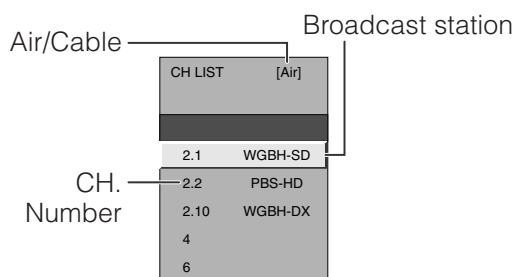 Broadcast station
Air/Cable
CH LIST [Air]
2.1 WGBH-SD
CH. Number
2.2 PBS-HD
2.10 WGBH-DX
4
6